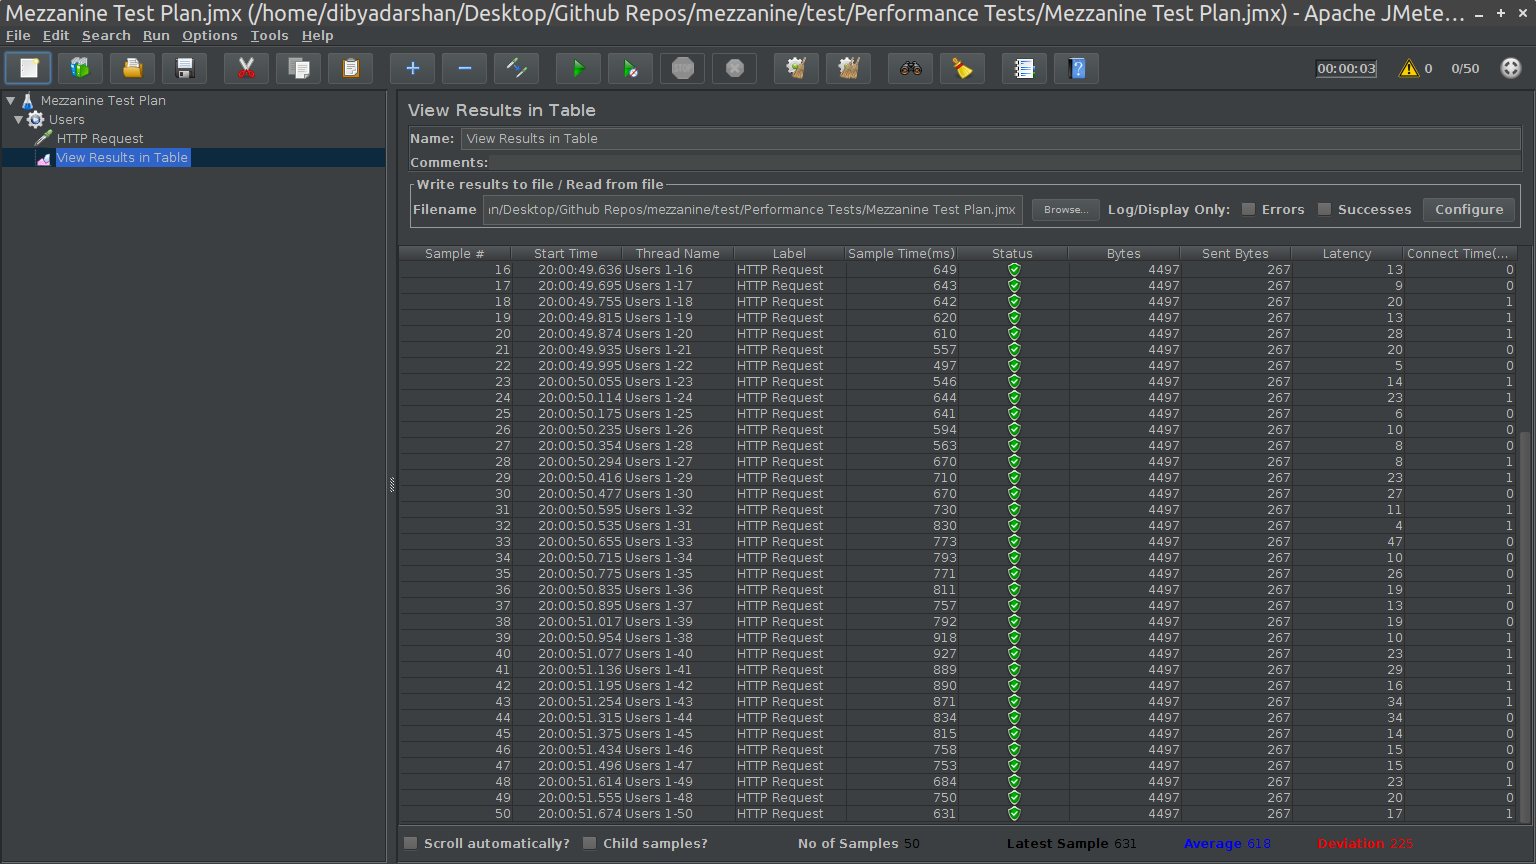 Mezzanine Test Plan.jmx (/home/dibyadarshan/Desktop/Github Repos/mezzanine/test/Performance Tests/Mezzanine Test Plan.jmx) - Apache JMete...
File Edit Search Run Options Tools Help
STOP 00:00:03 0 0/50
Mezzanine Test Plan
Users
HTTP Request
View Results in Table
View Results in Table
Name: View Results in Table
Comments:
Write results to file / Read from file
Filename in/Desktop/Github Repos/mezzanine/test/Performance Tests/Mezzanine Test Plan.jmx Browse... Log/Display Only: Errors Successes Configure
Sample # Start Time Thread Name Label Sample Time(ms) Status Bytes Sent Bytes Latency Connect Time(...
16 20:00:49.636 Users 1-16 HTTP Request 649 4497 267 13 0
17 20:00:49.695 Users 1-17 HTTP Request 643 4497 267 9 0
18 20:00:49.755 Users 1-18 HTTP Request 642 4497 267 20 1
19 20:00:49.815 Users 1-19 HTTP Request 620 4497 267 13 1
20 20:00:49.874 Users 1-20 HTTP Request 610 4497 267 28 1
21 20:00:49.935 Users 1-21 HTTP Request 557 4497 267 20 0
22 20:00:49.995 Users 1-22 HTTP Request 497 4497 267 5 0
23 20:00:50.055 Users 1-23 HTTP Request 546 4497 267 14 1
24 20:00:50.114 Users 1-24 HTTP Request 644 4497 267 23 1
25 20:00:50.175 Users 1-25 HTTP Request 641 4497 267 6 0
26 20:00:50.235 Users 1-26 HTTP Request 594 4497 267 10 0
27 20:00:50.354 Users 1-28 HTTP Request 563 4497 267 8 0
28 20:00:50.294 Users 1-27 HTTP Request 670 4497 267 8 1
29 20:00:50.416 Users 1-29 HTTP Request 710 4497 267 23 1
30 20:00:50.477 Users 1-30 HTTP Request 670 4497 267 27 0
31 20:00:50.595 Users 1-32 HTTP Request 730 4497 267 11 1
32 20:00:50.535 Users 1-31 HTTP Request 830 4497 267 4 1
33 20:00:50.655 Users 1-33 HTTP Request 773 4497 267 47 0
34 20:00:50.715 Users 1-34 HTTP Request 793 4497 267 10 0
35 20:00:50.775 Users 1-35 HTTP Request 771 4497 267 26 0
36 20:00:50.835 Users 1-36 HTTP Request 811 4497 267 19 1
37 20:00:50.895 Users 1-37 HTTP Request 757 4497 267 13 0
38 20:00:51.017 Users 1-39 HTTP Request 792 4497 267 19 0
39 20:00:50.954 Users 1-38 HTTP Request 918 4497 267 10 1
40 20:00:51.077 Users 1-40 HTTP Request 927 4497 267 23 1
41 20:00:51.136 Users 1-41 HTTP Request 889 4497 267 29 1
42 20:00:51.195 Users 1-42 HTTP Request 890 4497 267 16 1
43 20:00:51.254 Users 1-43 HTTP Request 871 4497 267 34 1
44 20:00:51.315 Users 1-44 HTTP Request 834 4497 267 34 0
45 20:00:51.375 Users 1-45 HTTP Request 815 4497 267 14 0
46 20:00:51.434 Users 1-46 HTTP Request 758 4497 267 15 0
47 20:00:51.496 Users 1-47 HTTP Request 753 4497 267 15 0
48 20:00:51.614 Users 1-49 HTTP Request 684 4497 267 23 1
49 20:00:51.555 Users 1-48 HTTP Request 750 4497 267 20 0
50 20:00:51.674 Users 1-50 HTTP Request 631 4497 267 17 1
Scroll automatically? Child samples? No of Samples 50 Latest Sample 631 Average 618 Deviation 225